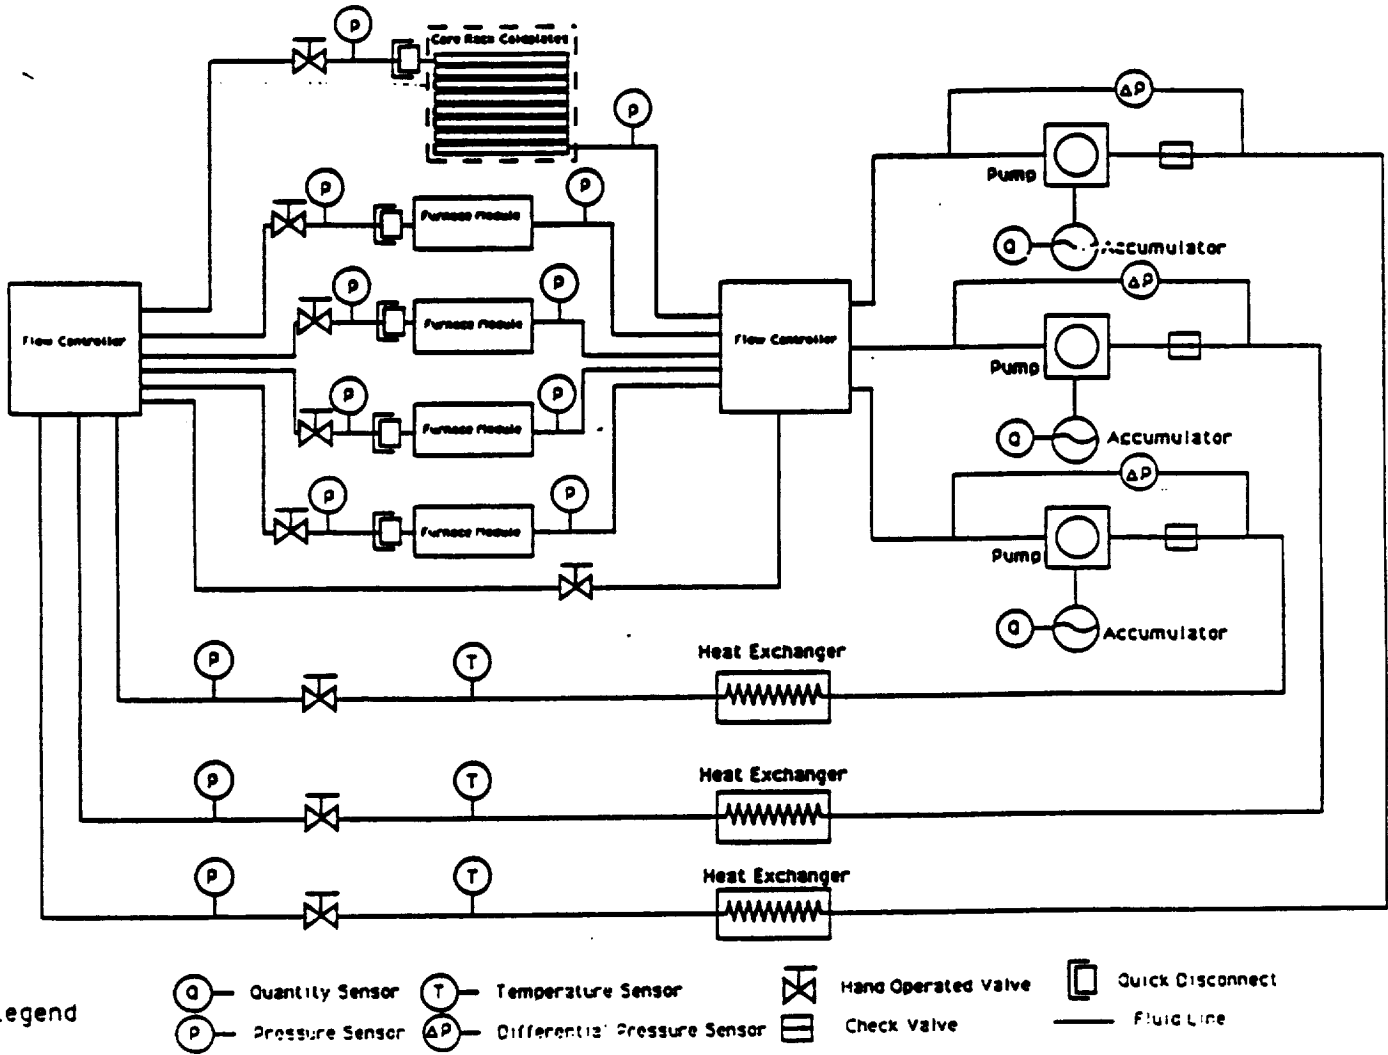 P
Core Rack Coldplates
P
ΔP
Pump
P
Furnace Module
P
Q
Accumulator
P
P
ΔP
Flow Controller
Furnace Module
Flow Controller
Pump
P
P
Furnace Module
Q
Accumulator
P
P
ΔP
Furnace Module
Pump
Q
Accumulator
P
T
Heat Exchanger
P
T
Heat Exchanger
P
T
Heat Exchanger
Q Quantity Sensor
T Temperature Sensor
Hand Operated Valve
Quick Disconnect
egend
P Pressure Sensor
ΔP Differential Pressure Sensor
Check Valve
Fluid Line